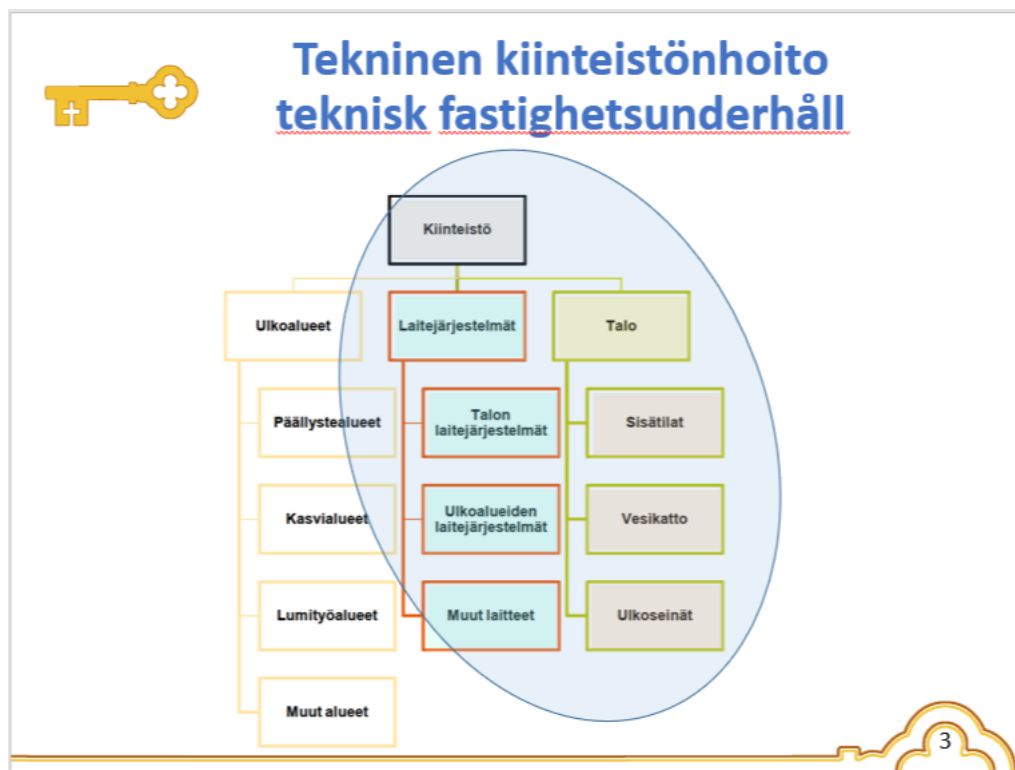 Tekninen kiinteistönhoito
teknisk fastighetsunderhåll
Kiinteistö
Ulkoalueet
Laitejärjestelmät
Talo
Päällystealueet
Talon
laitejärjestelmät
Sisätilat
Kasvialueet
Ulkoalueiden
laitejärjestelmät
Vesikatto
Lumityöalueet
Muut laitteet
Ulkoseinät
Muut alueet
3